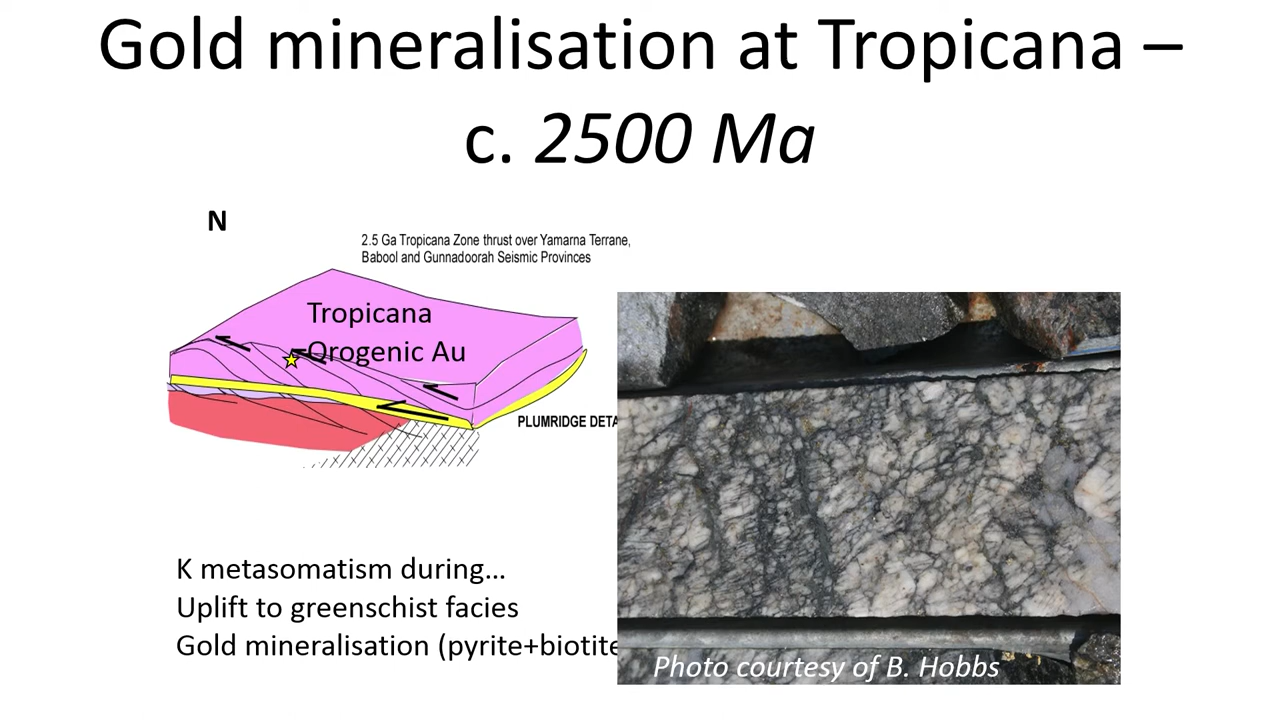 Gold mineralisation at Tropicana –
c. 2500 Ma
N
2.5 Ga Tropicana Zone thrust over Yamarna Terrane,
Babool and Gunnadoorah Seismic Provinces
Tropicana
Orogenic Au
PLUMRIDGE DETA
K metasomatism during…
Uplift to greenschist facies
Gold mineralisation (pyrite+biotite
Photo courtesy of B. Hobbs